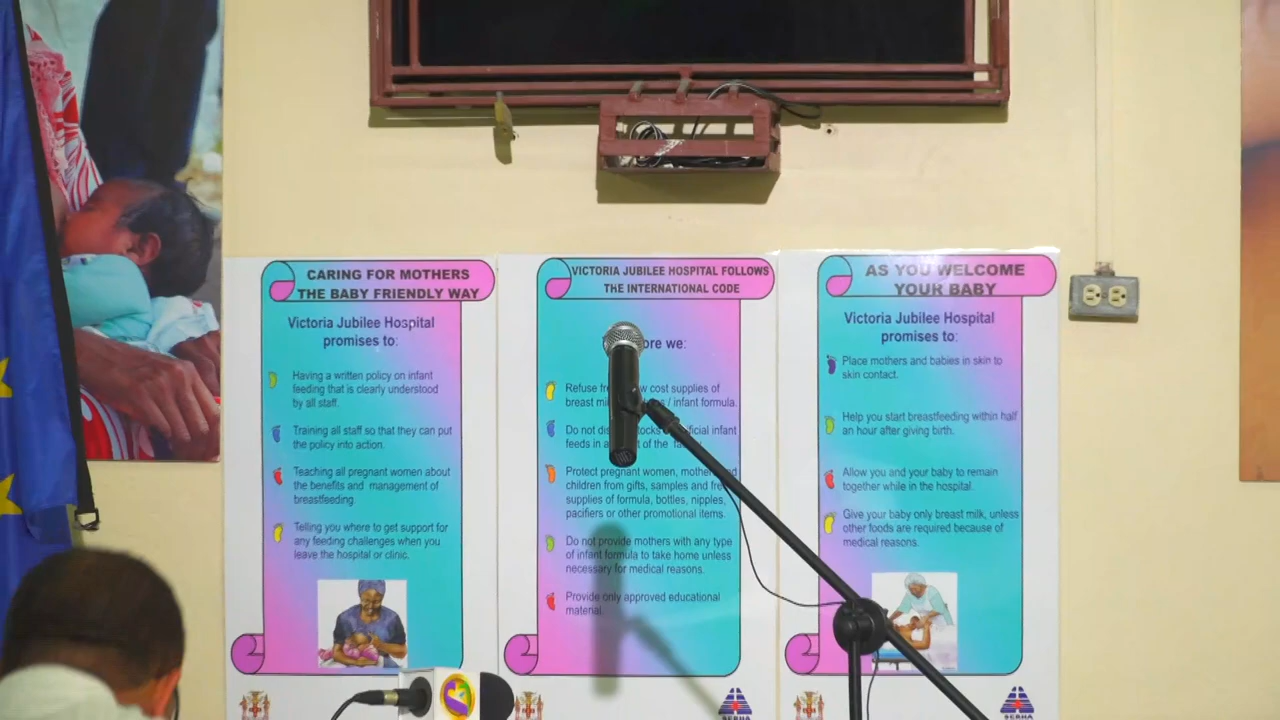 CARING FOR MOTHERS
THE BABY FRIENDLY WAY
Victoria Jubilee Hospital
promises to:
Having a written policy on infant
feeding that is clearly understood
by all staff.
Training all staff so that they can put
the policy into action.
Teaching all pregnant women about
the benefits and management of
breastfeeding
Telling you where to get support for
any feeding challenges when you
leave the hospital or clinic.
VICTORIA JUBILEE HOSPITAL FOLLOWS
THE INTERNATIONAL CODE
we:
Refuse cost supplies of
breast / infant formula.
Do not infant
feeds in of the
Protect pregnant women,
children from gifts, samples and
supplies of formula, bottles, nipples,
pacifiers or other promotional items.
Do not provide mothers with any type
of infant formula to take home unless
necessary for medical reasons.
Provide only approved educational
material.
AS YOU WELCOME
YOUR BABY
Victoria Jubilee Hospital
promises to:
Place mothers and babies in skin to
skin contact.
Help you start breastfeeding within half
an hour after giving birth.
Allow you and your baby to remain
together while in the hospital.
Give your baby only breast milk, unless
other foods are required because of
medical reasons.
SERHA
SERHA